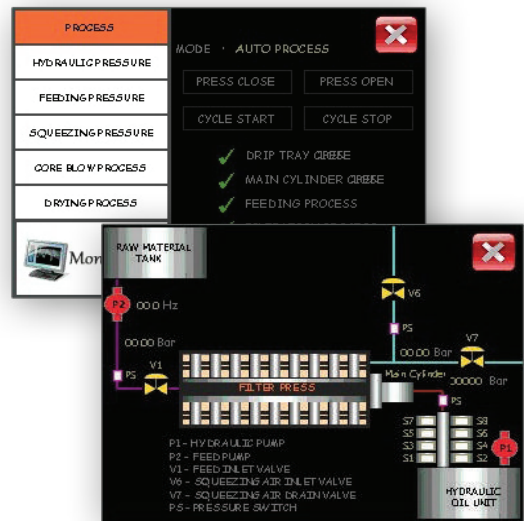 PROCESS
HYDRAULIC PRESSURE
FEEDING PRESSURE
SQUEEZING PRESSURE
CORE BLOW PROCESS
DRYING PROCESS
MODE : AUTO PROCESS
PRESS CLOSE
PRESS OPEN
CYCLE START
CYCLE STOP
DRIP TRAY
MAIN CYLINDER
FEEDING PROCESS
Mon
RAW MATERIAL
TANK
P2
00.0 Hz
00.00 Bar
PS
V1
FILTER PRESS
V6
PS
00.00 Bar
V7
Main Cylinder
000.00 Bar
PS
S7
S8
S5
S6
S3
S4
S1
S2
P1
HYDRAULIC
OIL UNIT
P1 - HYDRAULIC PUMP
P2 - FEED PUMP
V1 - FEED INLET VALVE
V6 - SQUEEZING AIR INLET VALVE
V7 - SQUEEZING AIR DRAIN VALVE
PS - PRESSURE SWITCH